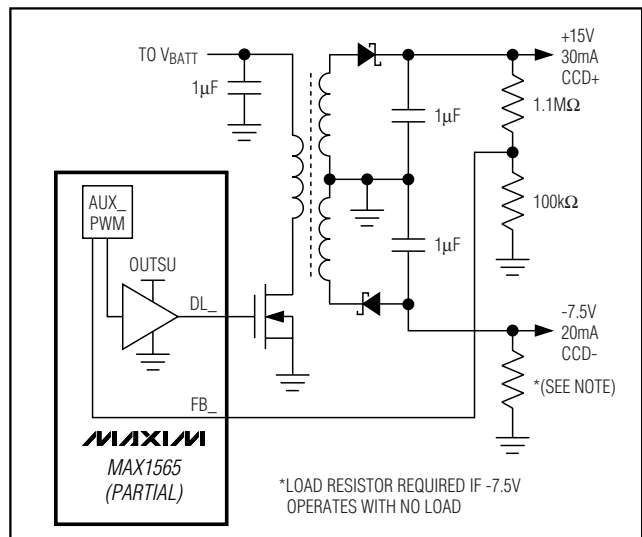 TO VBATT
1µF
+15V
30mA
CCD+
1.1MΩ
1µF
100kΩ
1µF
AUX_
PWM
OUTSU
DL_
FB_
-7.5V
20mA
CCD-
*(SEE NOTE)
MAXIM
MAX1565
(PARTIAL)
*LOAD RESISTOR REQUIRED IF -7.5V
OPERATES WITH NO LOAD